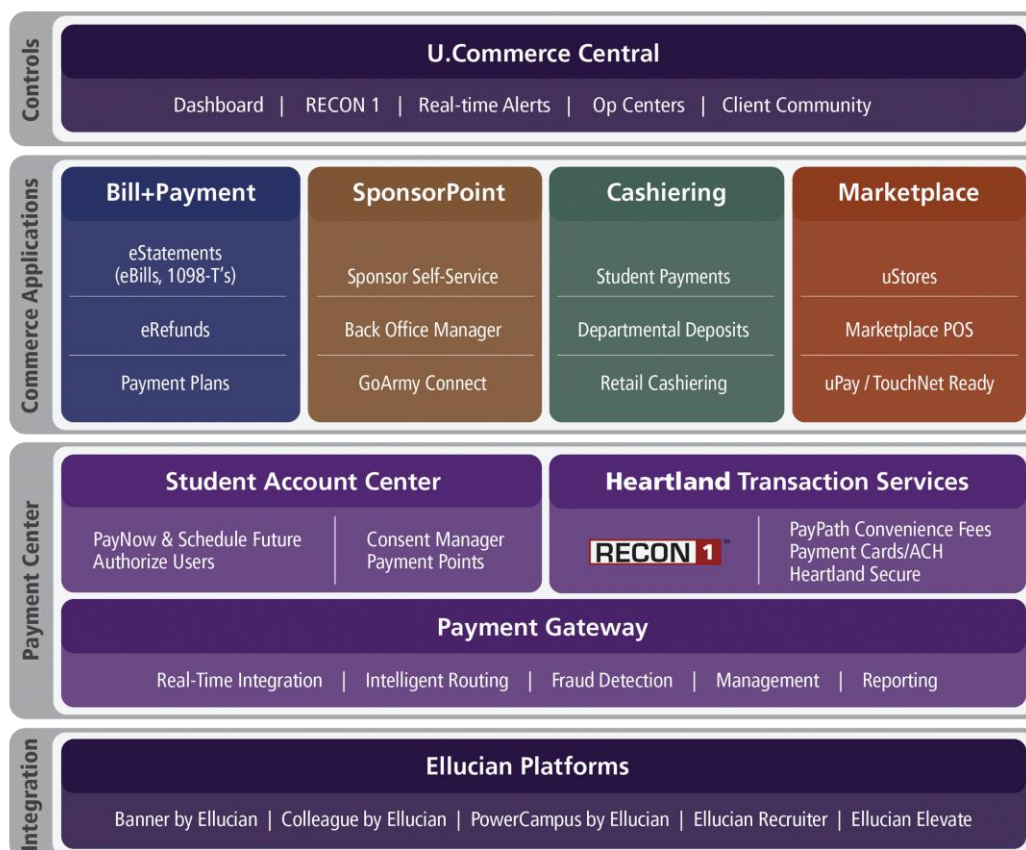 Controls
U.Commerce Central
Dashboard | RECON 1 | Real-time Alerts | Op Centers | Client Community
Commerce Applications
Bill+Payment
eStatements
(eBills, 1098-T's)
eRefunds
Payment Plans
SponsorPoint
Sponsor Self-Service
Back Office Manager
GoArmy Connect
Cashiering
Student Payments
Departmental Deposits
Retail Cashiering
Marketplace
uStores
Marketplace POS
uPay / TouchNet Ready
Payment Center
Student Account Center
PayNow & Schedule Future
Authorize Users
Consent Manager
Payment Points
Heartland Transaction Services
RECON 1™
PayPath Convenience Fees
Payment Cards/ACH
Heartland Secure
Payment Gateway
Real-Time Integration | Intelligent Routing | Fraud Detection | Management | Reporting
Integration
Ellucian Platforms
Banner by Ellucian | Colleague by Ellucian | PowerCampus by Ellucian | Ellucian Recruiter | Ellucian Elevate